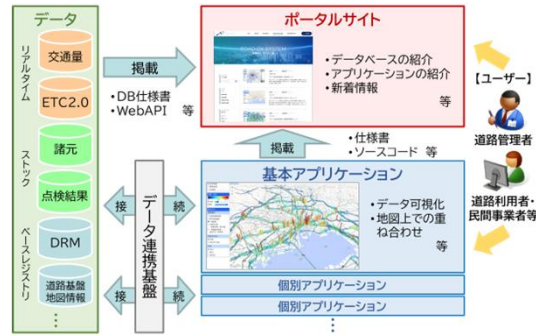 データ
リアルタイム
交通量
ETC2.0
ストック
諸元
点検結果
ベースレジストリ
DRM
道路基盤
地図情報
⋮
掲載
・DB仕様書
・WebAPI 等
ポータルサイト
・データベースの紹介
・アプリケーションの紹介
・新着情報
等
【ユーザー】
道路管理者
道路利用者・
民間事業者等
掲載
・仕様書
・ソースコード 等
データ連携基盤
接 続
接 続
基本アプリケーション
・データ可視化
・地図上での重
ね合わせ
等
個別アプリケーション
個別アプリケーション
⋮